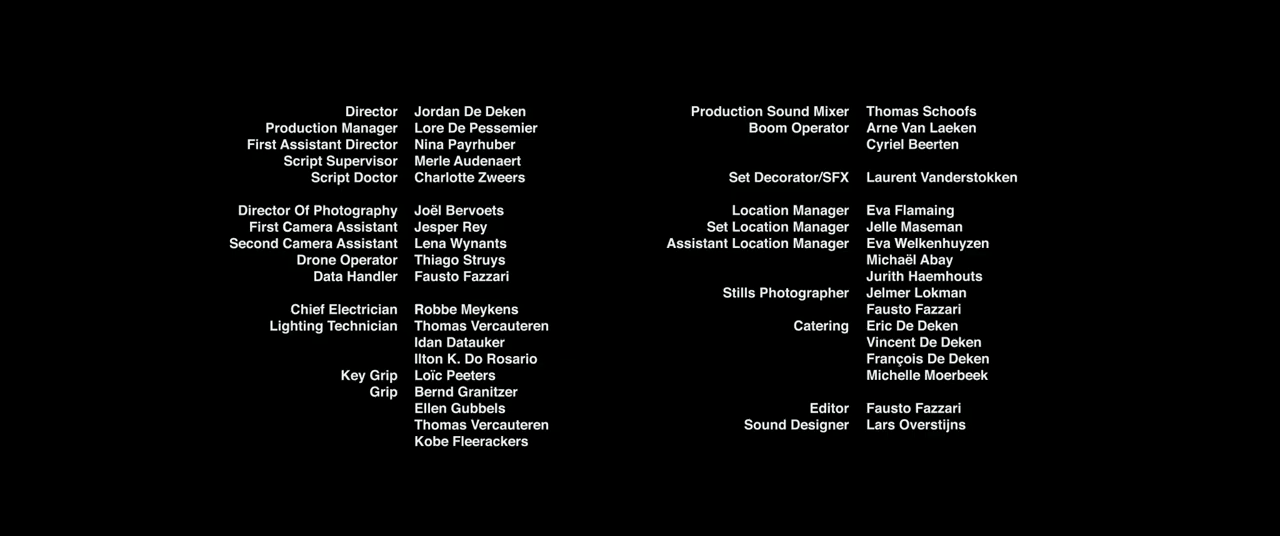 Director Jordan De Deken
Production Manager Lore De Pessemier
First Assistant Director Nina Payrhuber
Script Supervisor Merle Audenaert
Script Doctor Charlotte Zweers
Director Of Photography Joël Bervoets
First Camera Assistant Jesper Rey
Second Camera Assistant Lena Wynants
Drone Operator Thiago Struys
Data Handler Fausto Fazzari
Chief Electrician Robbe Meykens
Lighting Technician Thomas Vercauteren
Idan Datauker
Ilton K. Do Rosario
Key Grip Loïc Peeters
Grip Bernd Granitzer
Ellen Gubbels
Thomas Vercauteren
Kobe Fleerackers
Production Sound Mixer Thomas Schoofs
Boom Operator Arne Van Laeken
Cyriel Beerten
Set Decorator/SFX Laurent Vanderstokken
Location Manager Eva Flamaing
Set Location Manager Jelle Maseman
Assistant Location Manager Eva Welkenhuyzen
Michaël Abay
Jurith Haemhouts
Stills Photographer Jelmer Lokman
Fausto Fazzari
Catering Eric De Deken
Vincent De Deken
François De Deken
Michelle Moerbeek
Editor Fausto Fazzari
Sound Designer Lars Overstijns